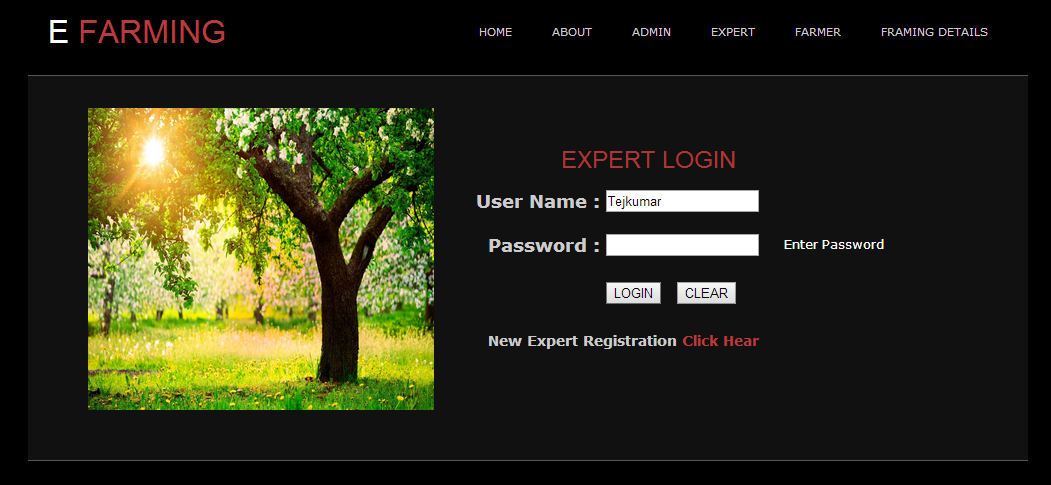 E FARMING
HOME ABOUT ADMIN EXPERT FARMER FRAMING DETAILS
EXPERT LOGIN
User Name : Tejkumar
Password : Enter Password
LOGIN CLEAR
New Expert Registration Click Hear